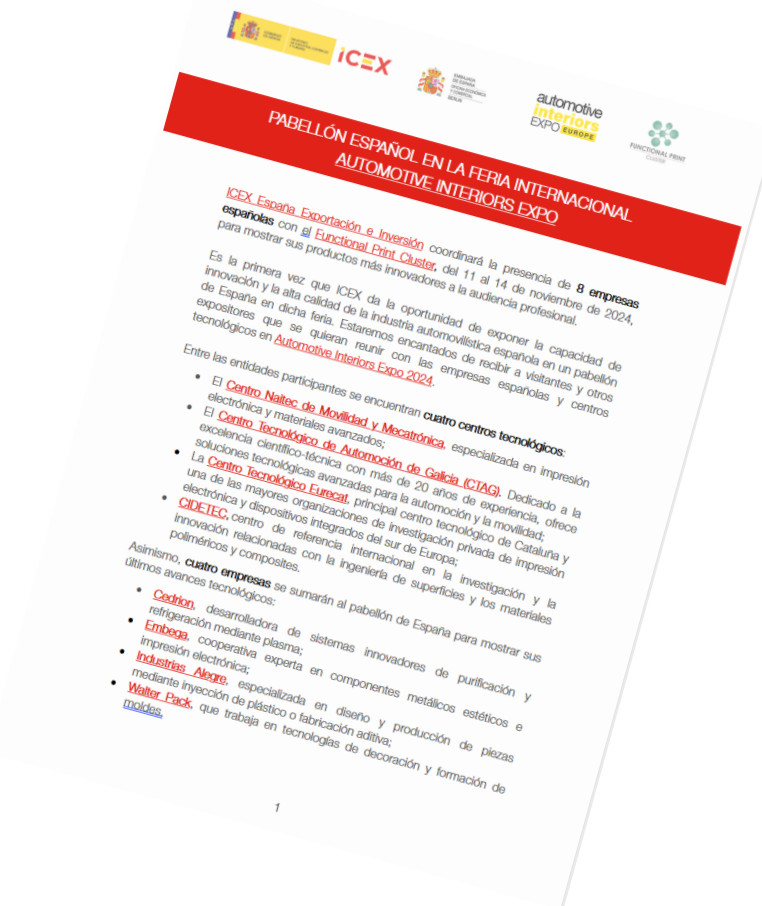 GOBIERNO
DE ESPAÑA
MINISTERIO
icex
EMBAJADA
DE ESPAÑA
OFICINA ECONÓMICA
Y COMERCIAL
BERLÍN
automotive
interiors
EXPO EUROPE
FUNCTIONAL PRINT
CLUSTER
PABELLÓN ESPAÑOL EN LA FERIA INTERNACIONAL
AUTOMOTIVE INTERIORS EXPO
ICEX España Exportación e Inversión coordinará la presencia de 8 empresas
españolas con el Functional Print Cluster, del 11 al 14 de noviembre de 2024,
para mostrar sus productos más innovadores a la audiencia profesional.
Es la primera vez que ICEX da la oportunidad de exponer la capacidad de
innovación y la alta calidad de la industria automovilística española en un pabellón
de España en dicha feria. Estaremos encantados de recibir a visitantes y otros
expositores que se quieran reunir con las empresas españolas y centros
tecnológicos en Automotive Interiors Expo 2024.
Entre las entidades participantes se encuentran cuatro centros tecnológicos:
• El Centro Naitec de Movilidad y Mecatrónica, especializada en impresión
electrónica y materiales avanzados;
• El Centro Tecnológico de Automoción de Galicia (CTAG). Dedicado a la
excelencia científico-técnica con más de 20 años de experiencia, ofrece
soluciones tecnológicas avanzadas para la automoción y la movilidad;
• La Centro Tecnológico Eurecat, principal centro tecnológico de Cataluña y
una de las mayores organizaciones de investigación privada de impresión
electrónica y dispositivos integrados del sur de Europa;
• CIDETEC, centro de referencia internacional en la investigación y la
innovación relacionadas con la ingeniería de superficies y los materiales
poliméricos y composites.
Asimismo, cuatro empresas se sumarán al pabellón de España para mostrar sus
últimos avances tecnológicos:
• Cedrion, desarrolladora de sistemas innovadores de purificación y
refrigeración mediante plasma;
• Embega, cooperativa experta en componentes metálicos estéticos e
impresión electrónica;
• Industrias Alegre, especializada en diseño y producción de piezas
mediante inyección de plástico o fabricación aditiva;
• Walter Pack, que trabaja en tecnologías de decoración y formación de
moldes.
1